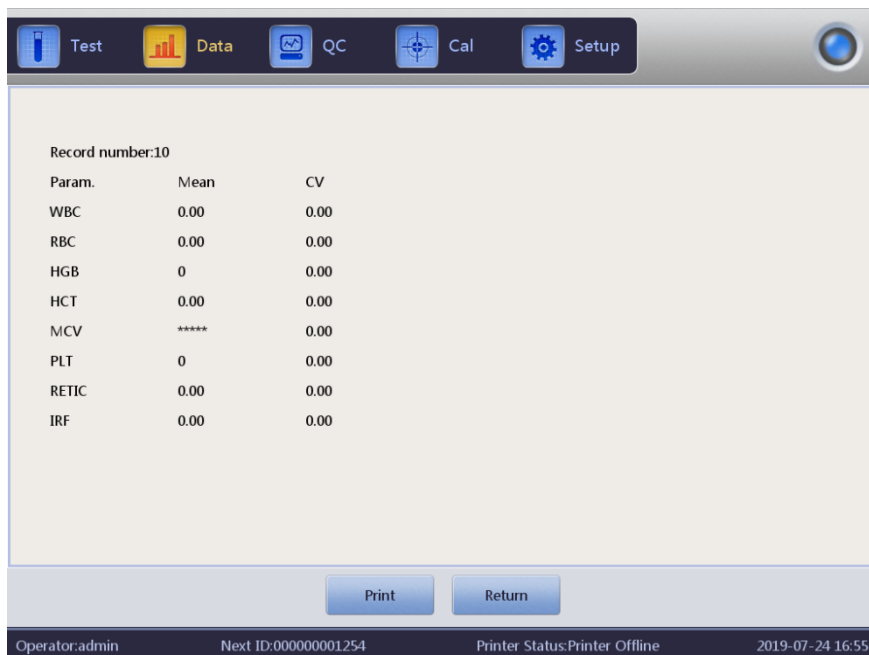 Test Data QC Cal Setup
Record number:10
Param. Mean CV
WBC 0.00 0.00
RBC 0.00 0.00
HGB 0 0.00
HCT 0.00 0.00
MCV ***** 0.00
PLT 0 0.00
RETIC 0.00 0.00
IRF 0.00 0.00
Print Return
Operator:admin Next ID:000000001254 Printer Status:Printer Offline 2019-07-24 16:55